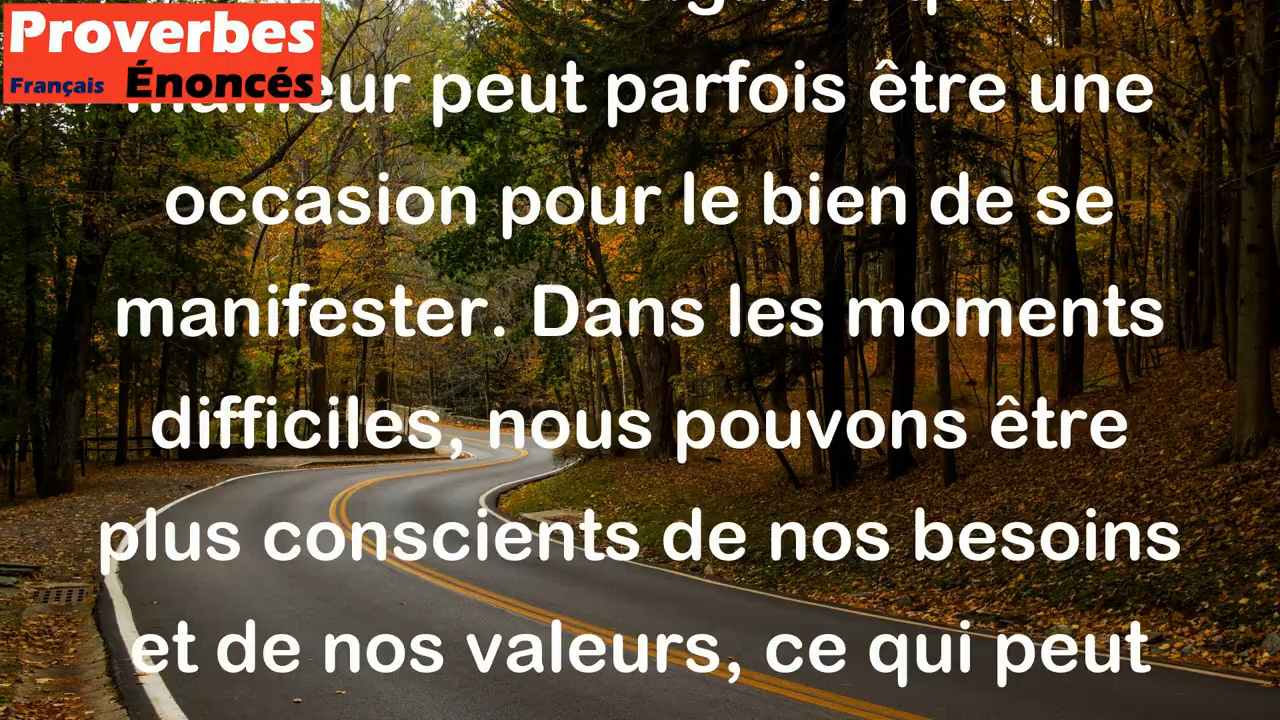 Proverbes
Français Énoncés
peut parfois être une
occasion pour le bien de se
manifester. Dans les moments
difficiles, nous pouvons être
plus conscients de nos besoins
et de nos valeurs, ce qui peut